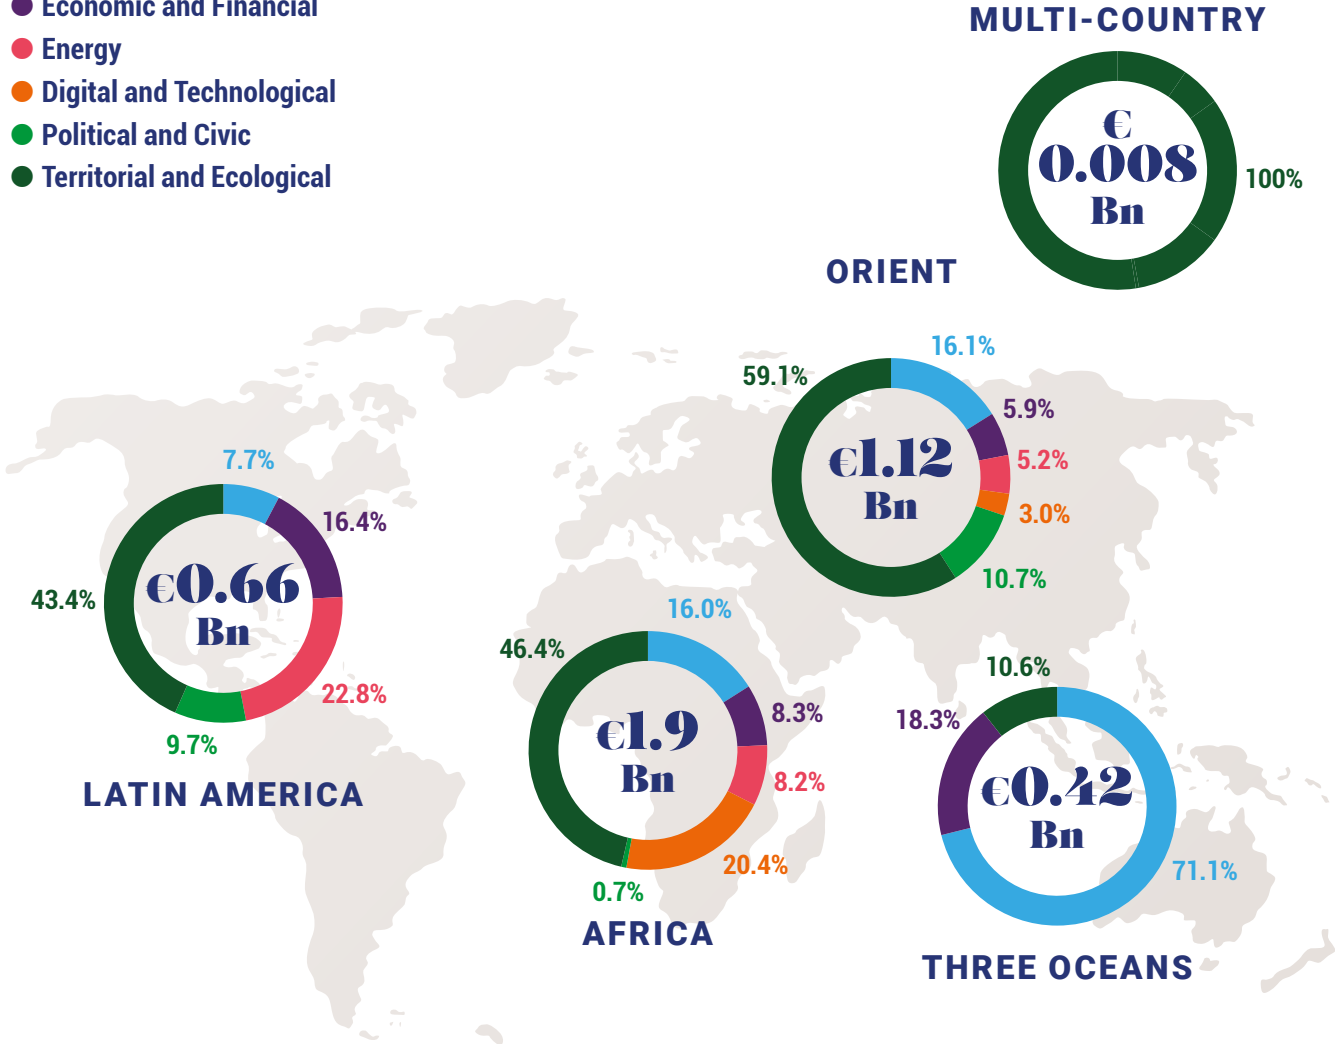 Economic and Financial
Energy
Digital and Technological
Political and Civic
Territorial and Ecological
MULTI-COUNTRY
€
0.008
Bn
100%
ORIENT
16.1%
59.1%
5.9%
€1.12
Bn
5.2%
3.0%
10.7%
7.7%
16.4%
€0.66
Bn
43.4%
22.8%
9.7%
LATIN AMERICA
16.0%
46.4%
8.3%
€1.9
Bn
8.2%
20.4%
0.7%
AFRICA
10.6%
18.3%
€0.42
Bn
71.1%
THREE OCEANS